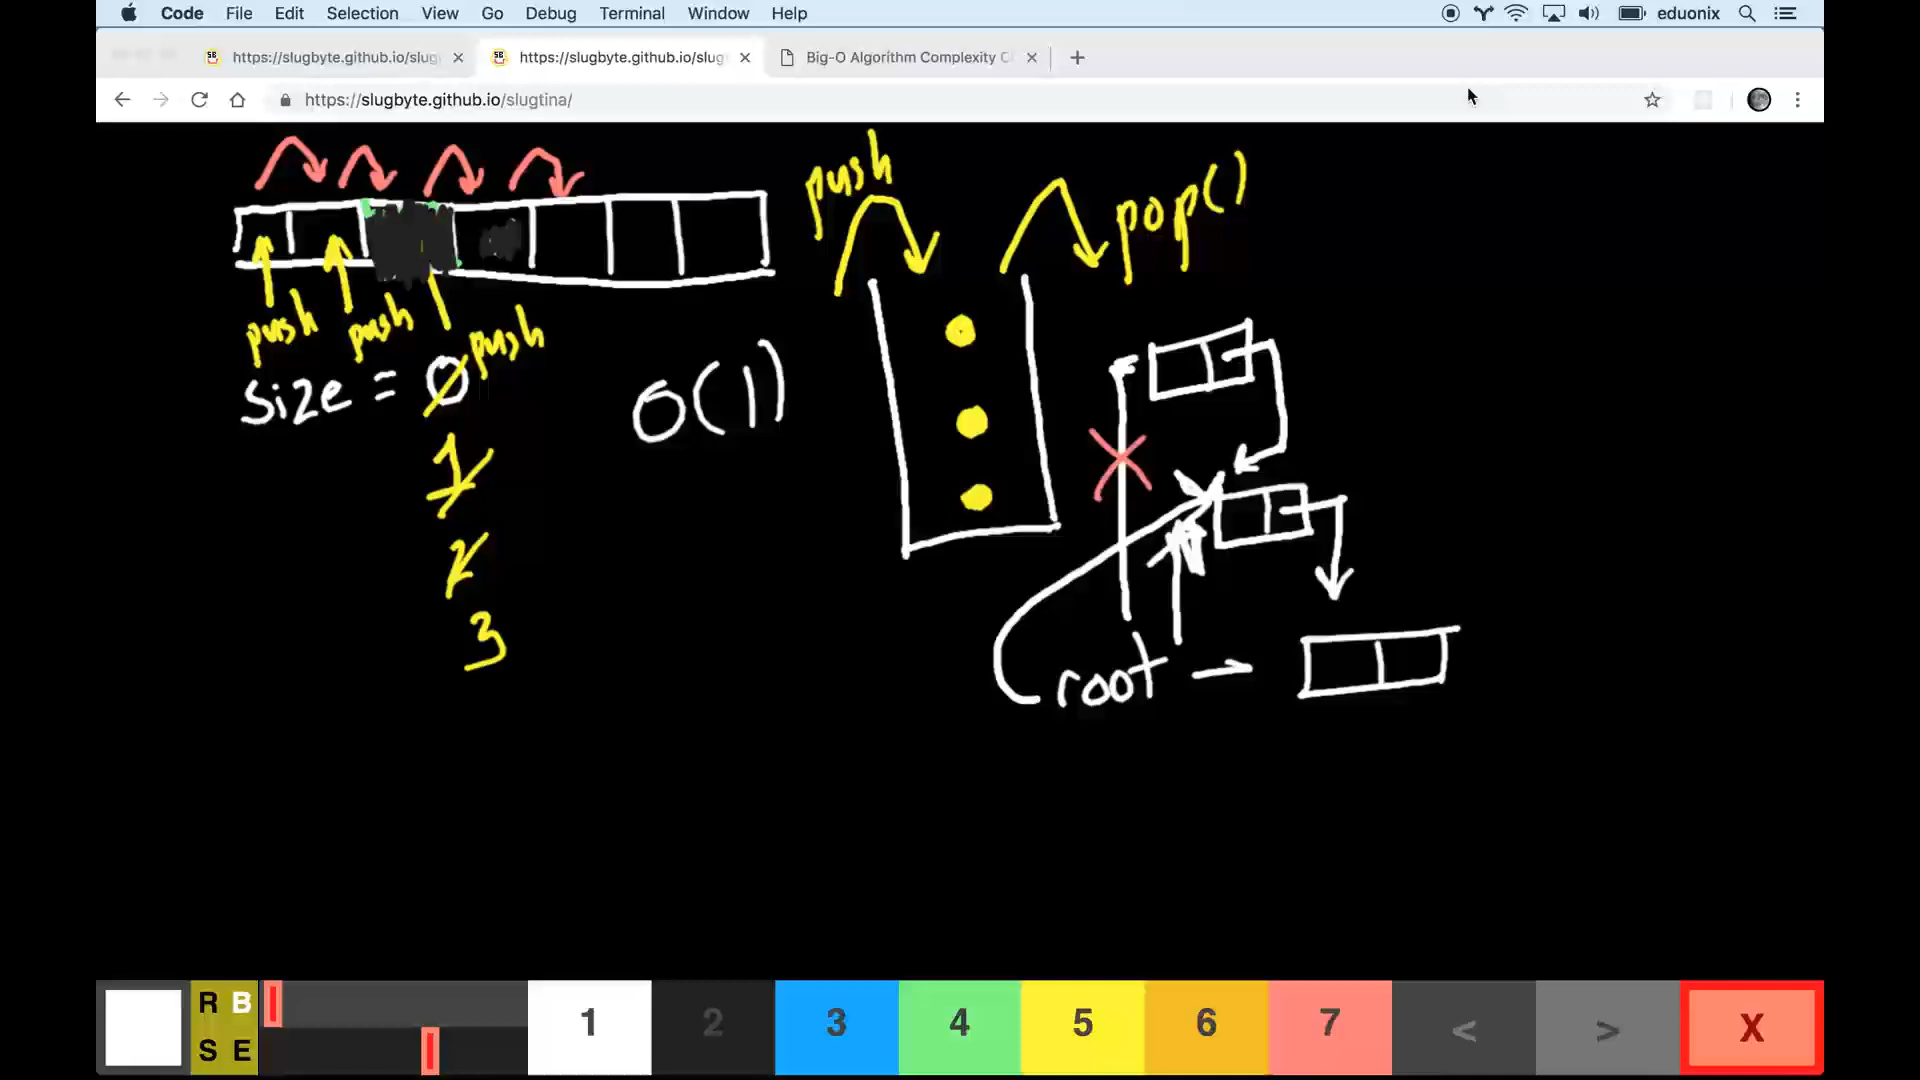 Code File Edit Selection View Go Debug Terminal Window Help eduonix
https://slugbyte.github.io/slug https://slugbyte.github.io/slug Big-O Algorithm Complexity C
https://slugbyte.github.io/slugtina/
push pop()
push push push
size = 0
O(1)
1
2
3
root
R B
S E
1 2 3 4 5 6 7 < > X